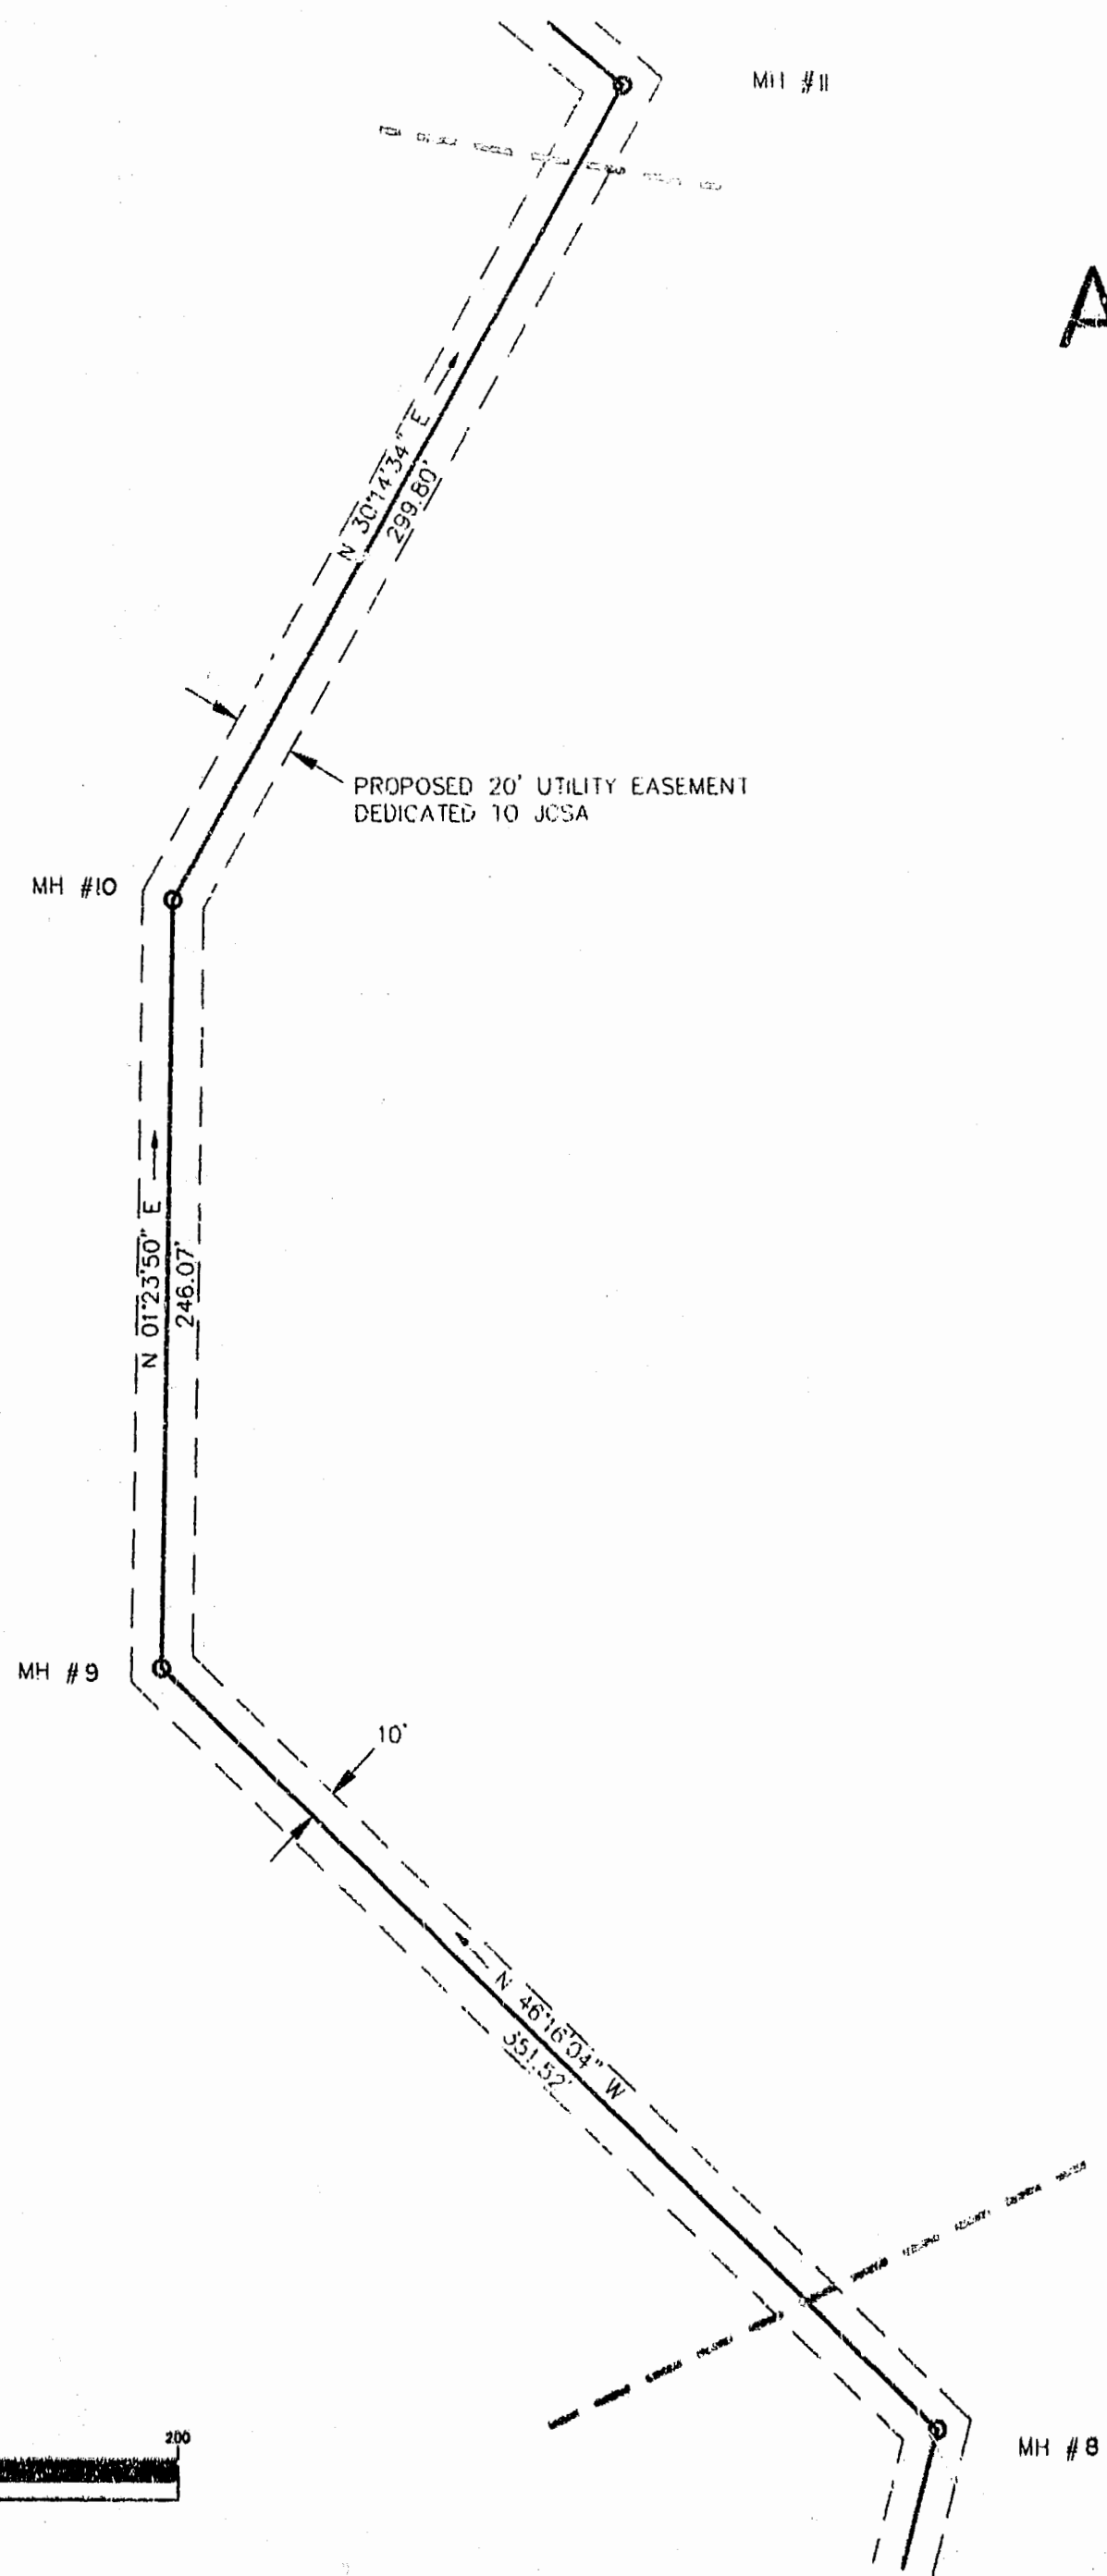 MH #11
A
N 30°14'34" E
299.80'
PROPOSED 20' UTILITY EASEMENT
DEDICATED TO JCSA
MH #10
N 01°23'50" E
246.07'
MH #9
10'
N 46°16'04" W
351.52'
200
MH #8